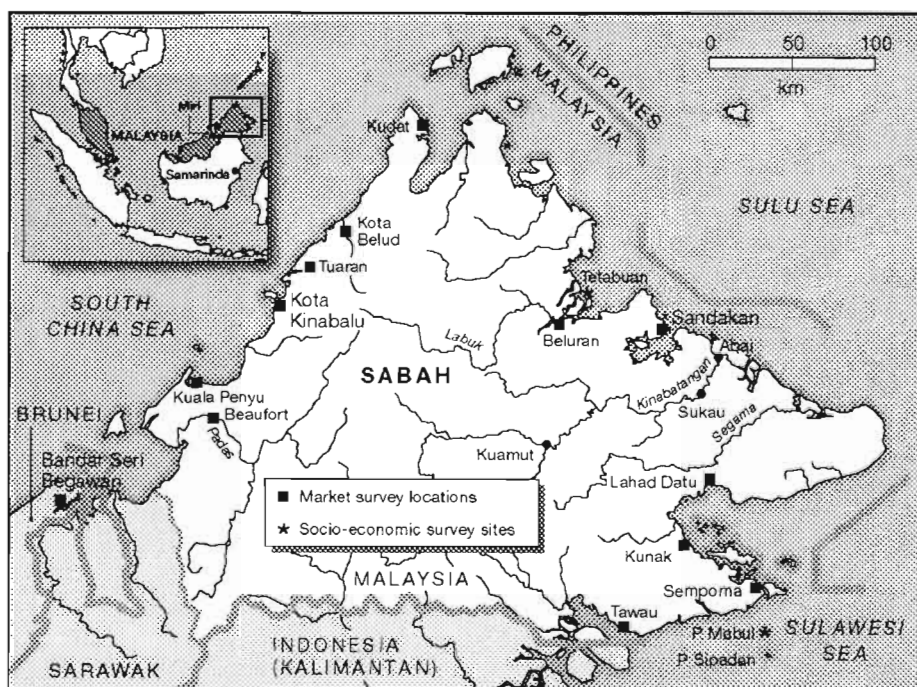 PHILIPPINES
MALAYSIA
0 50 100
km
Miri
MALAYSIA
Samarinda
Kudat
SULU SEA
Kota
Belud
Tuaran
Tetabuan
SOUTH
CHINA SEA
Kota
Kinabalu
Sandakan
Labuk
Beluran
Abai
SABAH
Kinabatangan
Kuala Penyu
Sukau
BRUNEI
Beaufort
Segama
Padas
Kuamut
Bandar Seri
Begawan
Lahad Datu
■ Market survey locations
★ Socio-economic survey sites
Kunak
MALAYSIA
Semporna
Tawau
P Mabul
SULAWESI
SEA
INDONESIA
(KALIMANTAN)
P Sipadan
SARAWAK